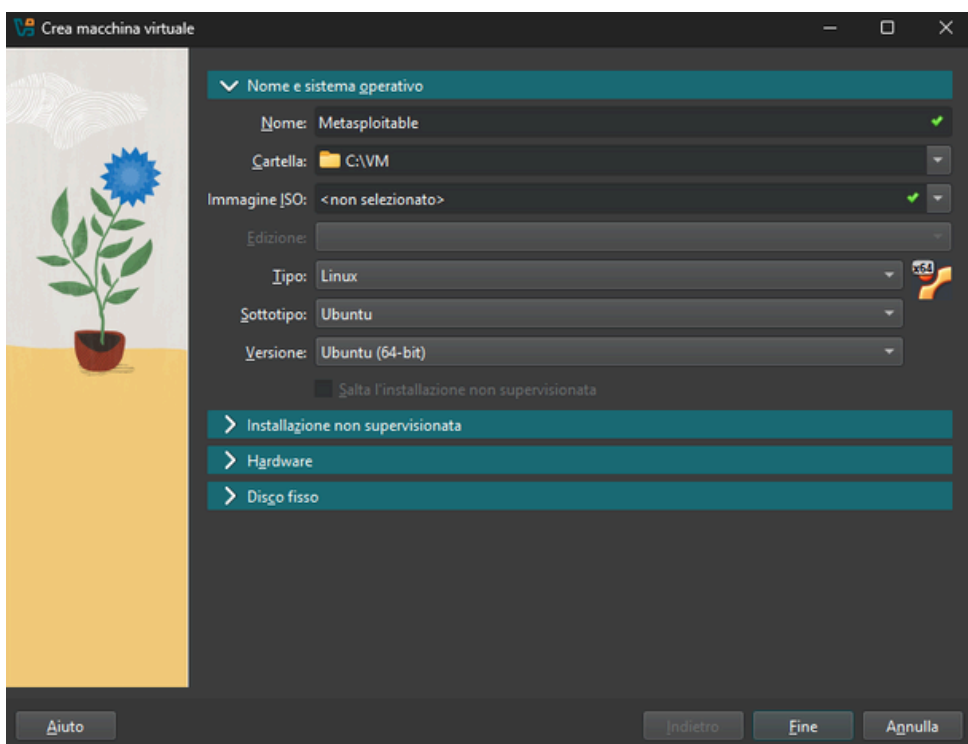 Crea macchina virtuale
Nome e sistema operativo
Nome: Metasploitable
Cartella: C:\VM
Immagine ISO: <non selezionato>
Edizione:
Tipo: Linux
x64
Sottotipo: Ubuntu
Versione: Ubuntu (64-bit)
Salta l'installazione non supervisionata
Installazione non supervisionata
Hardware
Disco fisso
Aiuto Indietro Fine Annulla